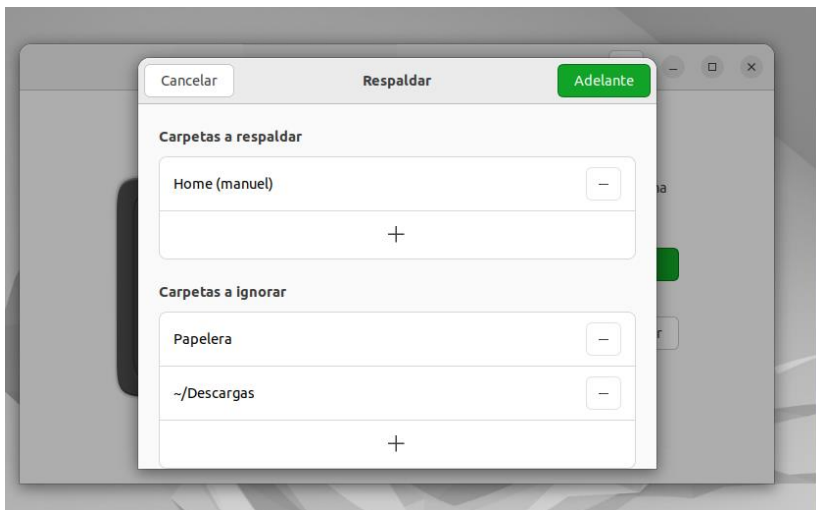 Cancelar
Respaldar
Adelante
Carpetas a respaldar
Home (manuel)
Carpetas a ignorar
Papelera
~/Descargas